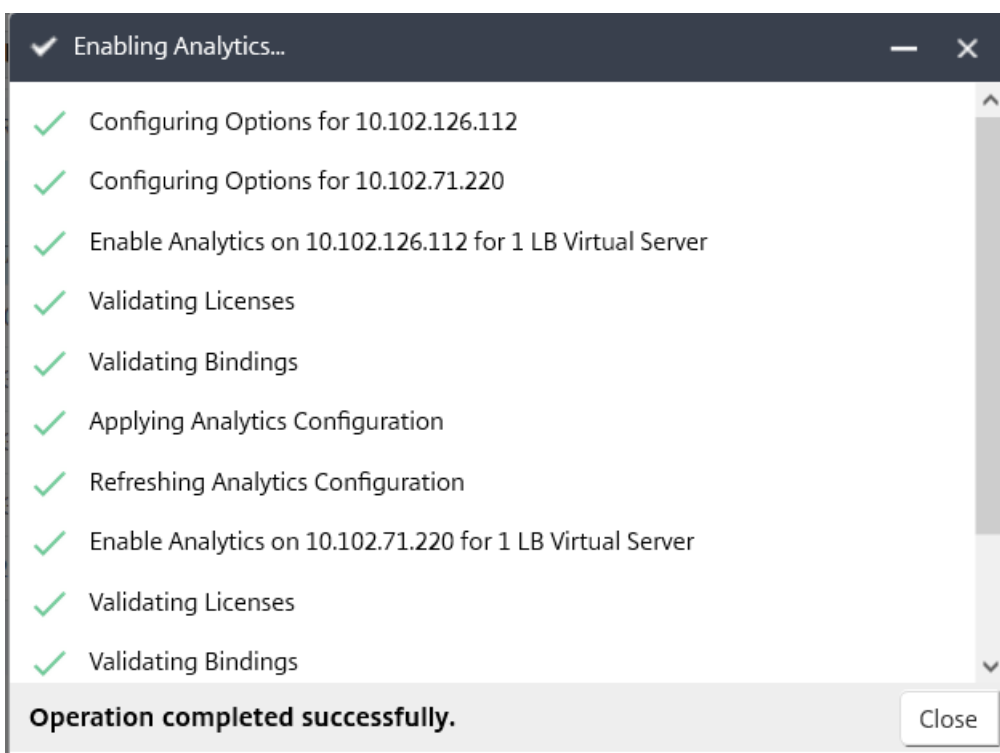 Enabling Analytics...
Configuring Options for 10.102.126.112
Configuring Options for 10.102.71.220
Enable Analytics on 10.102.126.112 for 1 LB Virtual Server
Validating Licenses
Validating Bindings
Applying Analytics Configuration
Refreshing Analytics Configuration
Enable Analytics on 10.102.71.220 for 1 LB Virtual Server
Validating Licenses
Validating Bindings
Operation completed successfully.
Close